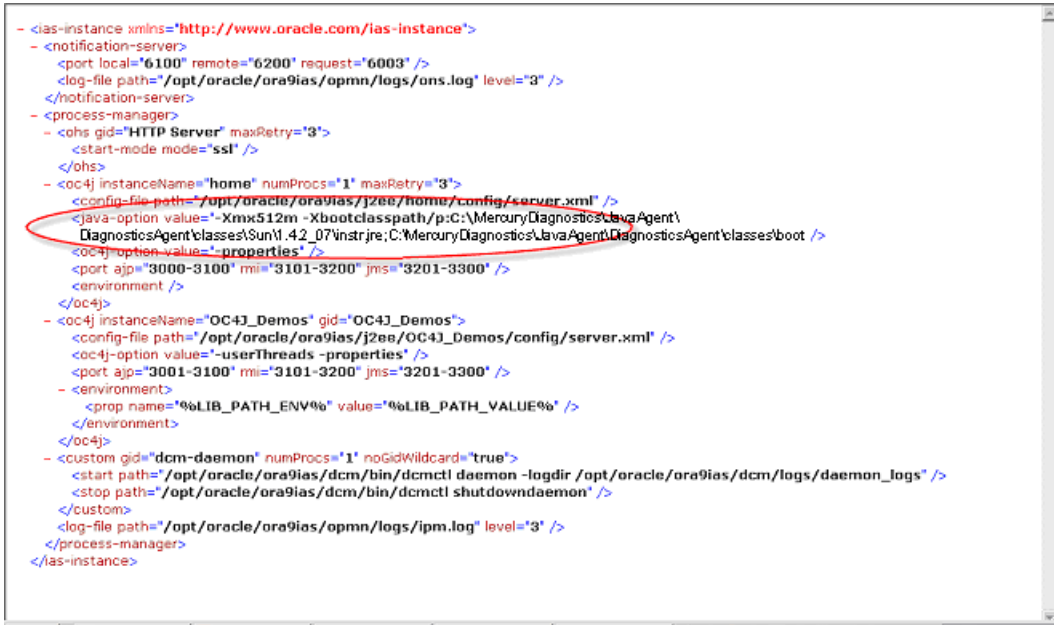 - <ias-instance xmlns="http://www.oracle.com/ias-instance">
- <notification-server>
<port local="6100" remote="6200" request="6003" />
<log-file path="/opt/oracle/ora9ias/opmn/logs/ons.log" level="3" />
</notification-server>
- <process-manager>
- <ohs gid="HTTP Server" maxRetry="3">
<start-mode mode="ssl" />
</ohs>
- <oc4j instanceName="home" numProcs="1" maxRetry="3">
<config-file path="/opt/oracle/ora9ias/j2ee/home/config/server.xml" />
<java-option value="-Xmx512m -Xbootclasspath/p:C:\MercuryDiagnostics\JavaAgent\
DiagnosticsAgent\classes\Sun\1.4.2_07\instr.jre;C:\MercuryDiagnostics\JavaAgent\DiagnosticsAgent\classes\boot />
<oc4j-option value="-properties" />
<port ajp="3000-3100" rmi="3101-3200" jms="3201-3300" />
<environment />
</oc4j>
- <oc4j instanceName="OC4J_Demos" gid="OC4J_Demos">
<config-file path="/opt/oracle/ora9ias/j2ee/OC4J_Demos/config/server.xml" />
<oc4j-option value="-userThreads -properties" />
<port ajp="3001-3100" rmi="3101-3200" jms="3201-3300" />
- <environment>
<prop name="%LIB_PATH_ENV%" value="%LIB_PATH_VALUE%" />
</environment>
</oc4j>
- <custom gid="dcm-daemon" numProcs="1" noGidWildcard="true">
<start path="/opt/oracle/ora9ias/dcm/bin/dcmctl daemon -logdir /opt/oracle/ora9ias/dcm/logs/daemon_logs" />
<stop path="/opt/oracle/ora9ias/dcm/bin/dcmctl shutdowndaemon" />
</custom>
<log-file path="/opt/oracle/ora9ias/opmn/logs/ipm.log" level="3" />
</process-manager>
</ias-instance>